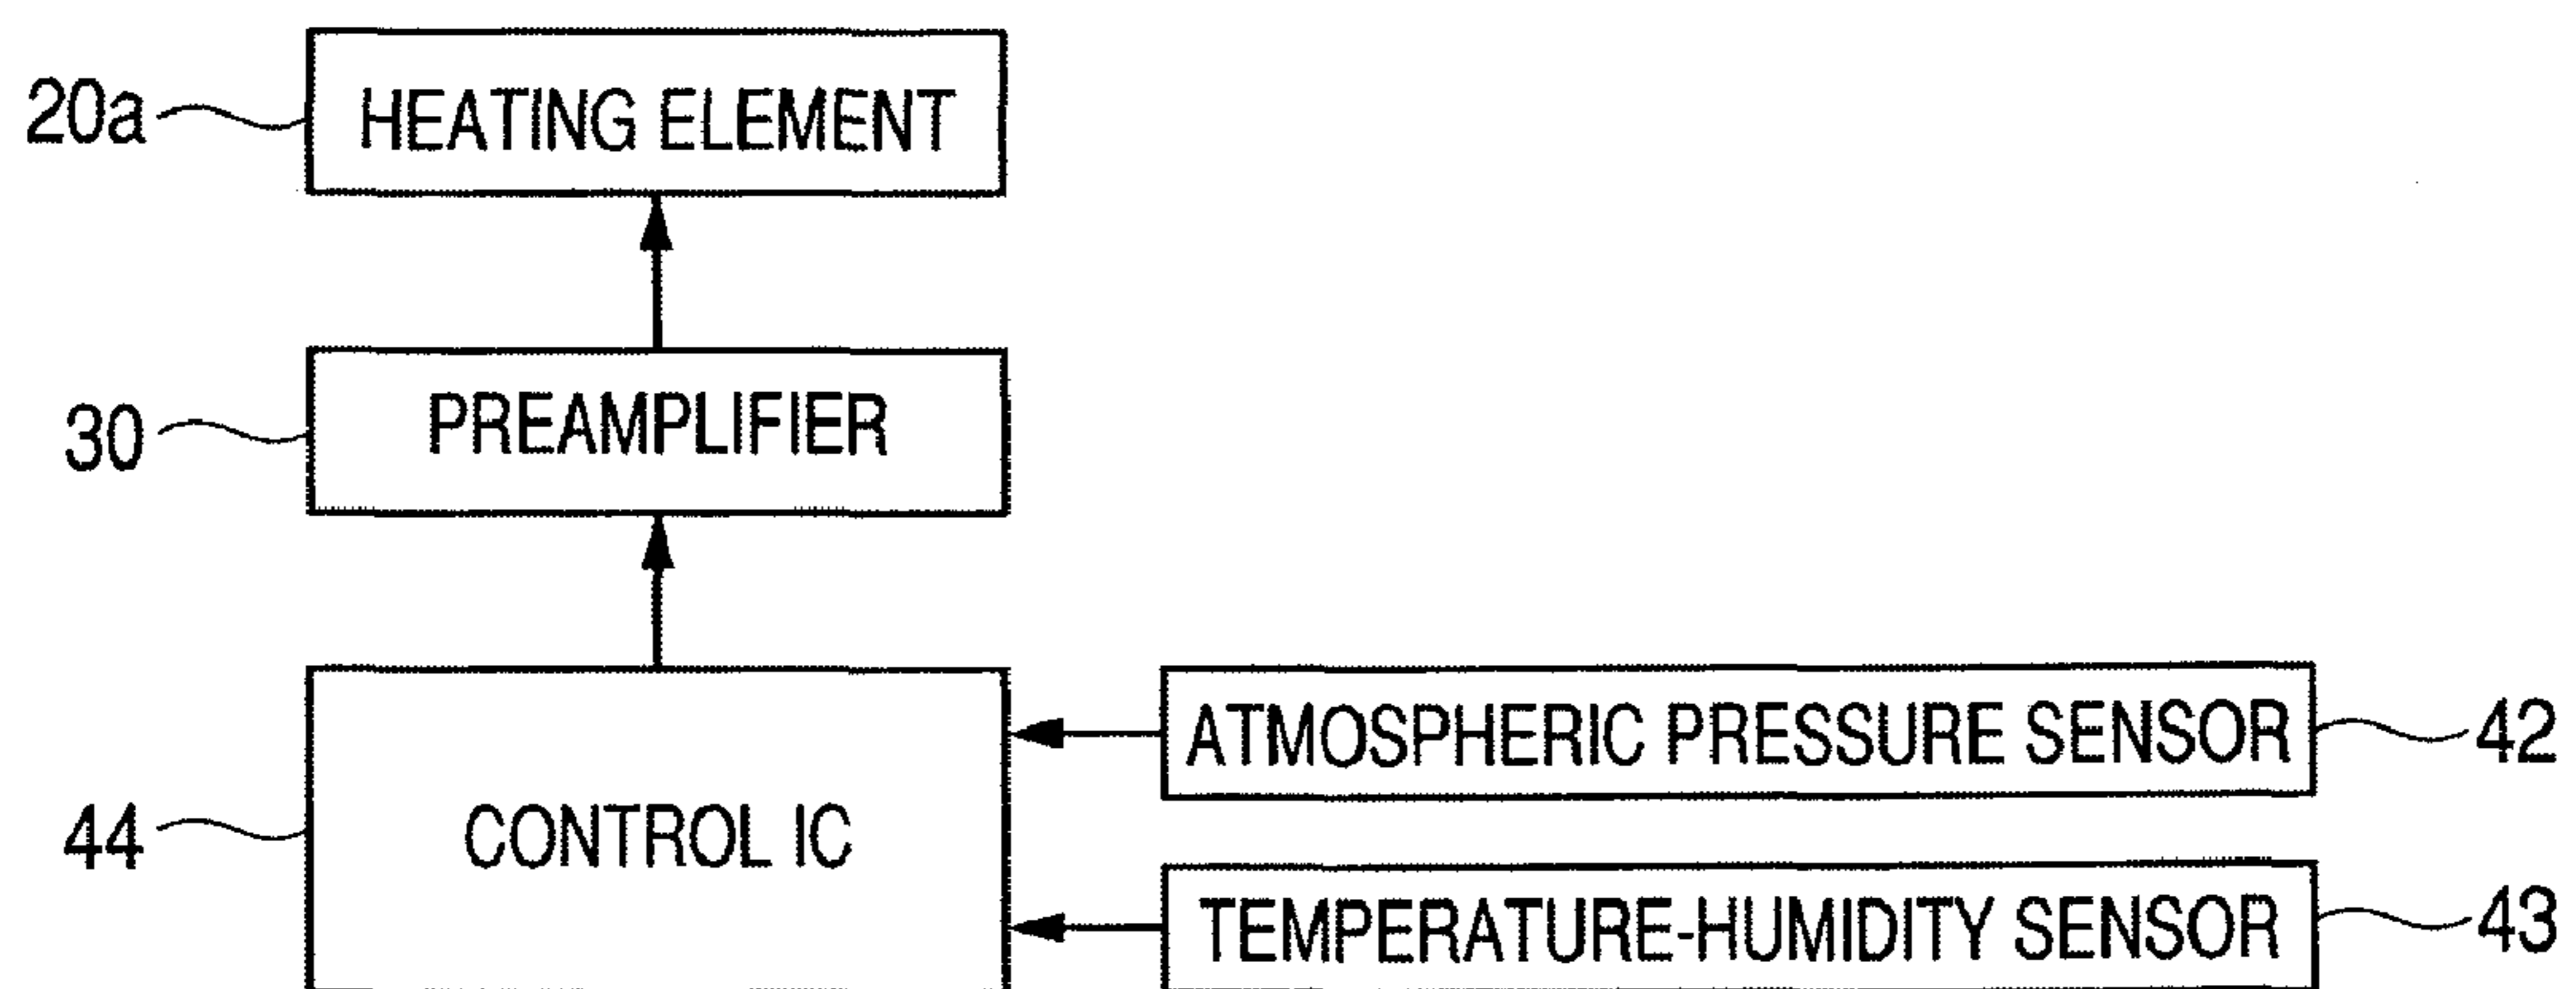 20a HEATING ELEMENT
30 PREAMPLIFIER
ATMOSPHERIC PRESSURE SENSOR 42
44 CONTROL IC
TEMPERATURE-HUMIDITY SENSOR 43